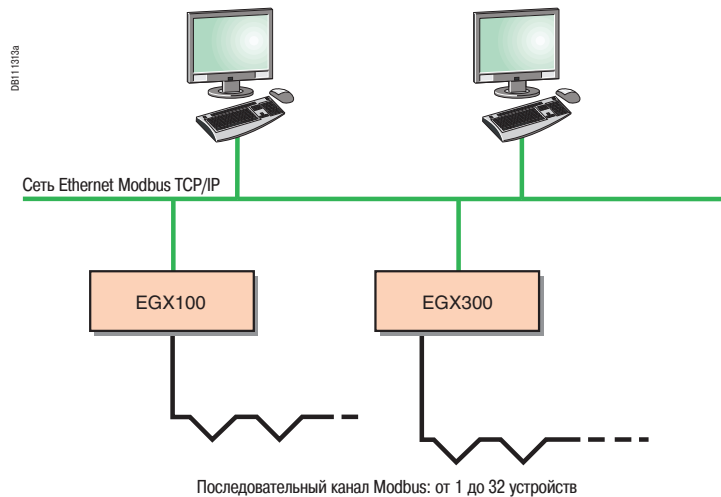 DB111313a
Сеть Ethernet Modbus TCP/IP
EGX100
EGX300
Последовательный канал Modbus: от 1 до 32 устройств